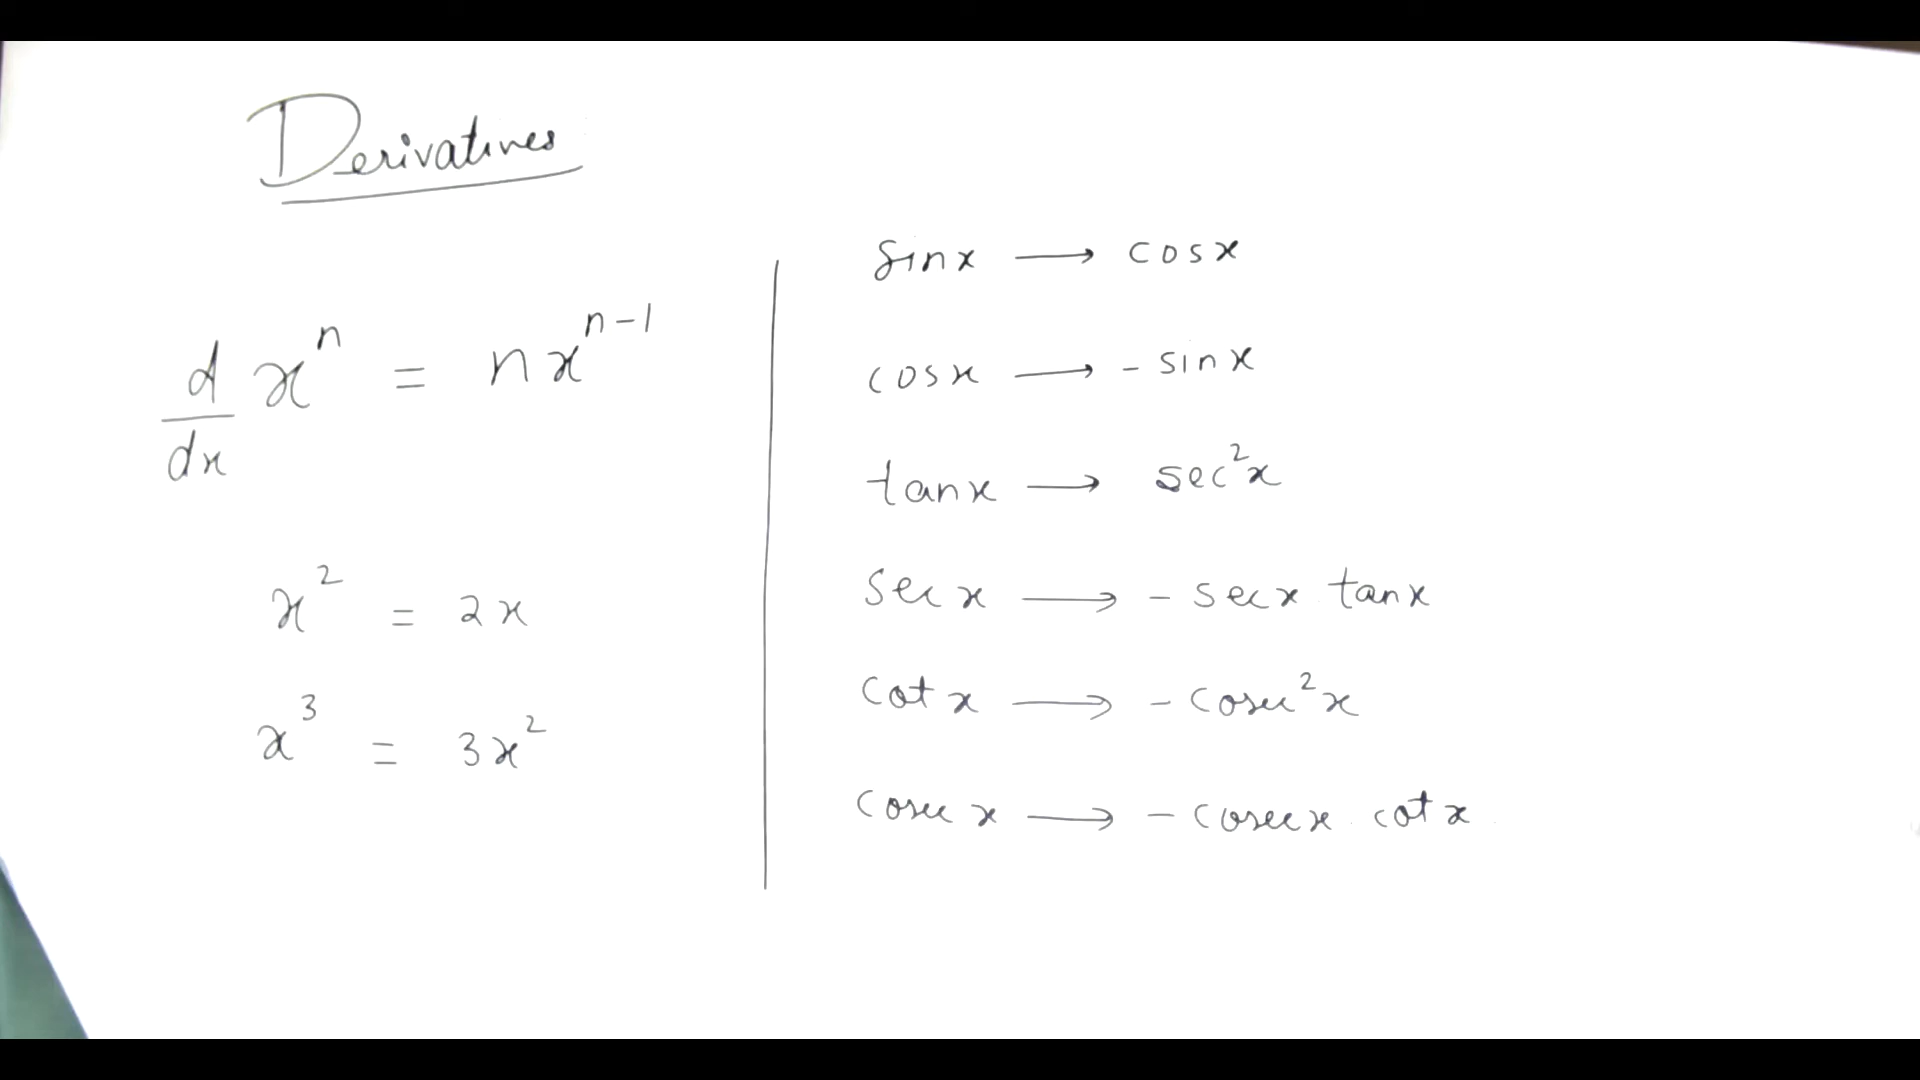 Derivatives
d/dx xⁿ = nxⁿ⁻¹
x² = 2x
x³ = 3x²
sinx → cosx
cosx → - sinx
tanx → sec²x
secx → - secx tanx
cotx → - cosec²x
cosecx → - cosecx cotx